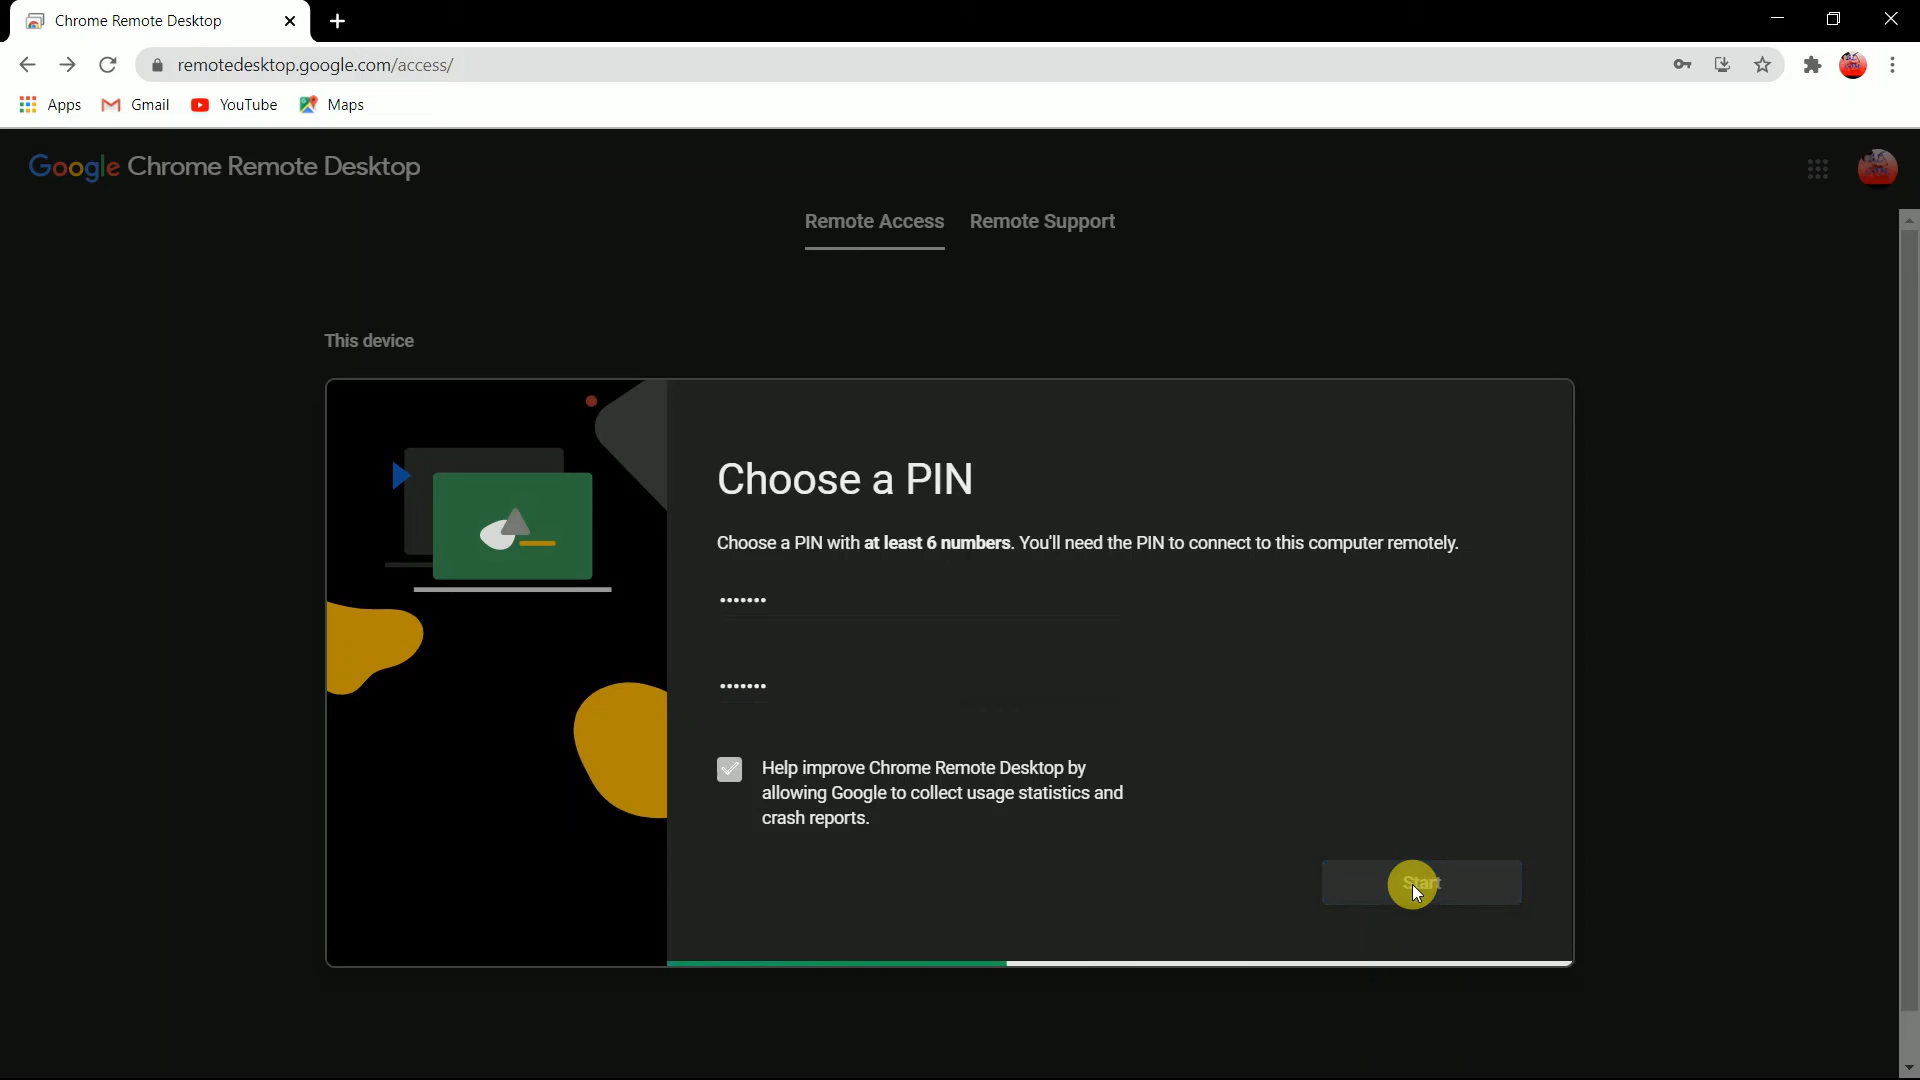 Chrome Remote Desktop
remotedesktop.google.com/access/
Apps Gmail YouTube Maps
Google Chrome Remote Desktop
Remote Access Remote Support
This device
Choose a PIN
Choose a PIN with at least 6 numbers. You'll need the PIN to connect to this computer remotely.
•••••••
•••••••
Help improve Chrome Remote Desktop by
allowing Google to collect usage statistics and
crash reports.
Start